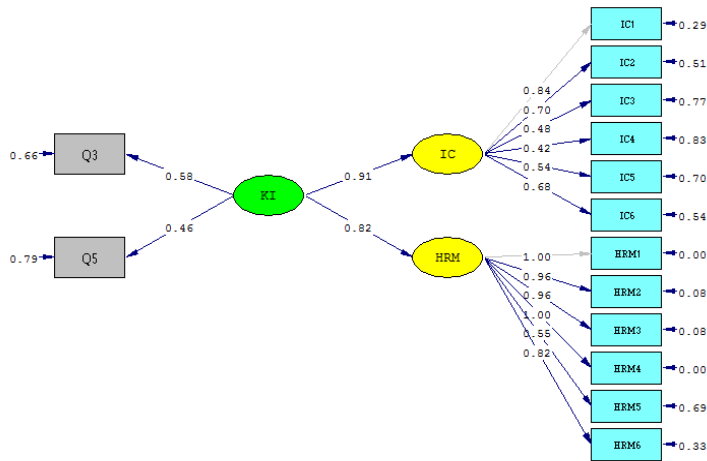 IC1
0.29
IC2
0.51
0.84
0.70
IC3
0.77
0.48
IC4
0.83
0.42
0.54
IC5
0.70
0.68
IC6
0.54
0.66
Q3
0.58
KI
0.91
IC
0.46
0.82
Q5
0.79
HRM
HRM1
0.00
1.00
0.96
HRM2
0.08
0.96
1.00
HRM3
0.08
0.55
0.82
HRM4
0.00
HRM5
0.69
HRM6
0.33